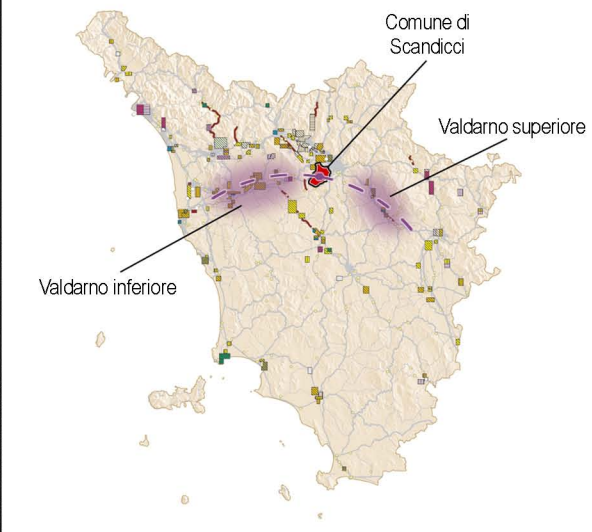 Comune di
Scandicci
Valdarno superiore
Valdarno inferiore